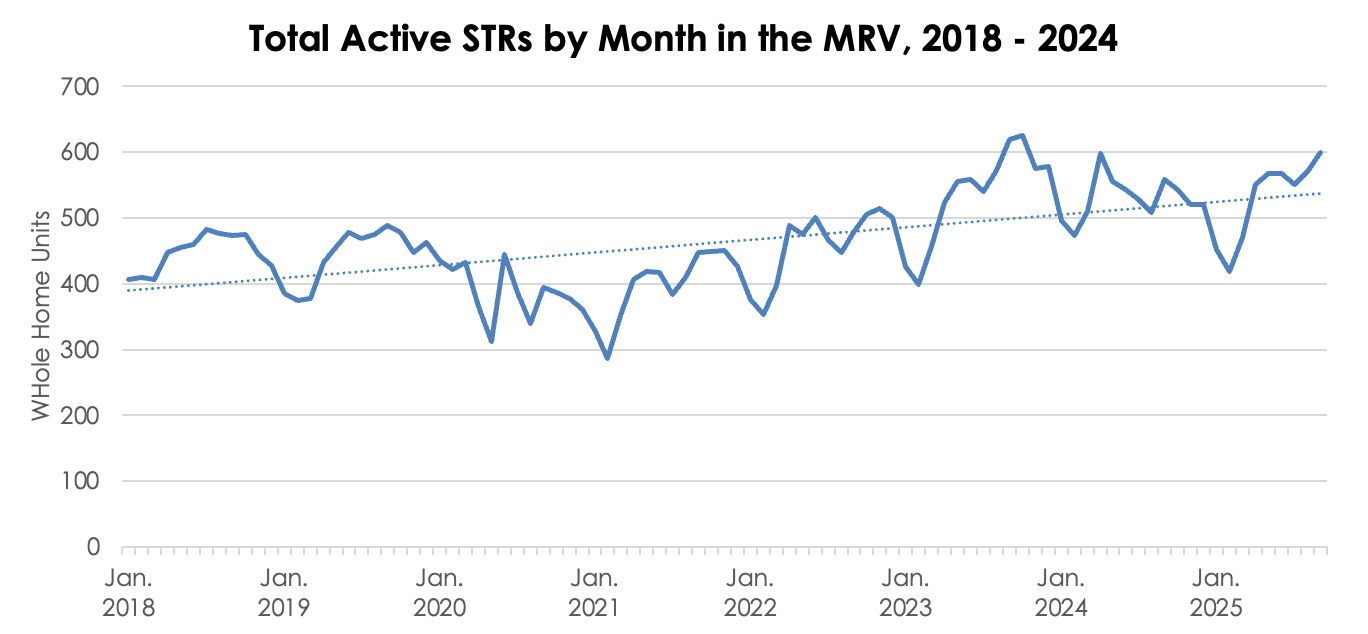 Total Active STRs by Month in the MRV, 2018 - 2024
WHole Home Units
700
600
500
400
300
200
100
0
Jan. Jan. Jan. Jan. Jan. Jan. Jan. Jan.
2018 2019 2020 2021 2022 2023 2024 2025